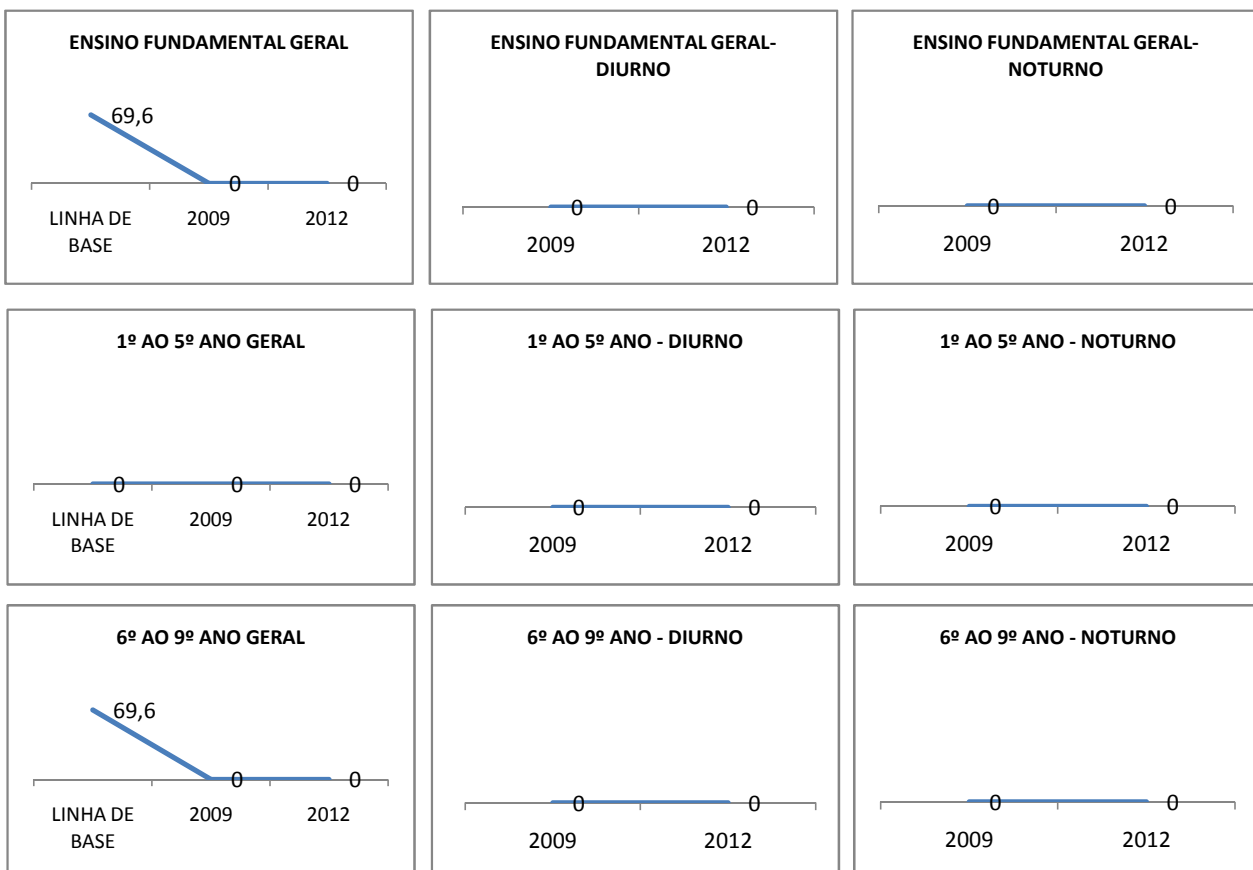 ENSINO FUNDAMENTAL GERAL
69,6
0
0
LINHA DE BASE
2009
2012
ENSINO FUNDAMENTAL GERAL-
DIURNO
0
0
2009
2012
ENSINO FUNDAMENTAL GERAL-
NOTURNO
0
0
2009
2012
1º AO 5º ANO GERAL
0
0
0
LINHA DE
BASE
2009
2012
1º AO 5º ANO - DIURNO
0
0
2009
2012
1º AO 5º ANO - NOTURNO
0
0
2009
2012
6º AO 9º ANO GERAL
69,6
0
0
LINHA DE
BASE
2009
2012
6º AO 9º ANO - DIURNO
0
0
2009
2012
6º AO 9º ANO - NOTURNO
0
0
2009
2012